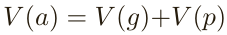 V(a) = V(g)+V(p)